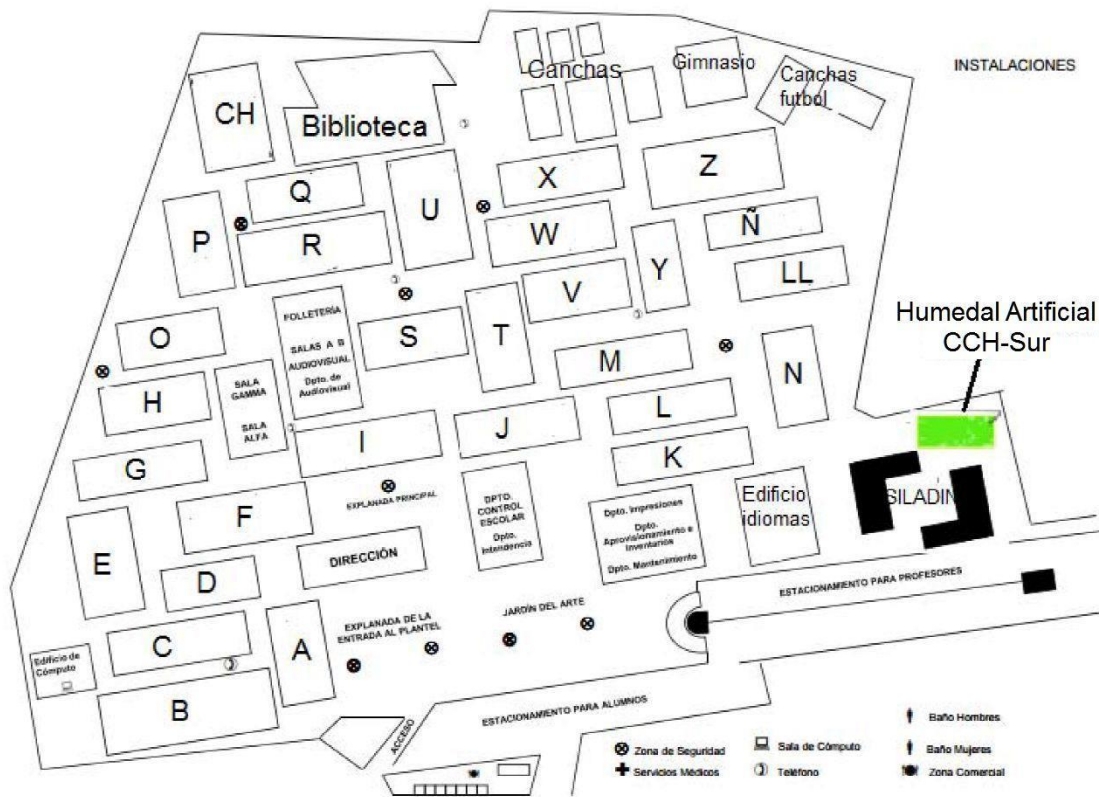 INSTALACIONES
Canchas
Gimnasio
Canchas
futbol
CH
Biblioteca
Q
U
X
Z
P
R
W
Ñ
Y
LL
V
FOLLETERÍA
SALAS A B
AUDIOVISUAL
Dpto. de
Audiovisual
O
S
T
M
N
Humedal Artificial
CCH-Sur
SALA
GAMMA
SALA
ALFA
H
I
J
L
K
G
EXPLANADA PRINCIPAL
F
DPTO.
CONTROL
ESCOLAR
Dpto.
Intendencia
Dpto. Impresiones
Dpto.
Aprovisionamiento e
Inventarios
Dpto. Mantenimiento
Edificio
idiomas
SILADIN
E
D
DIRECCIÓN
ESTACIONAMIENTO PARA PROFESORES
C
A
EXPLANADA DE LA
ENTRADA AL PLANTEL
JARDÍN DEL ARTE
Edificio de
Cómputo
B
ACCESO
ESTACIONAMIENTO PARA ALUMNOS
Zona de Seguridad
Servicios Médicos
Sala de Cómputo
Teléfono
Baño Hombres
Baño Mujeres
Zona Comercial